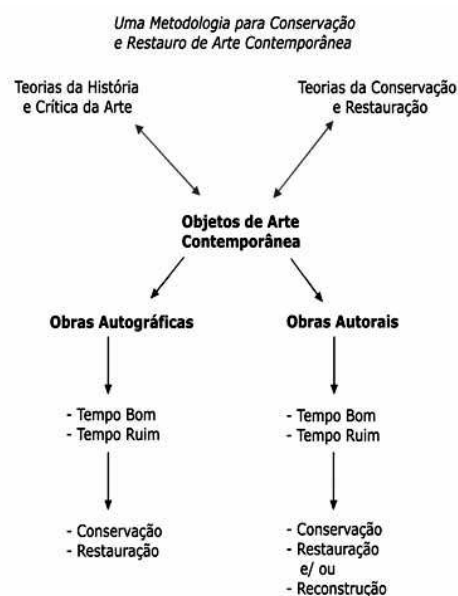 Uma Metodologia para Conservação
e Restauro de Arte Contemporânea
Teorias da História
e Crítica da Arte
Teorias da Conservação
e Restauração
Objetos de Arte
Contemporânea
Obras Autográficas
Obras Autorais
- Tempo Bom
- Tempo Ruim
- Tempo Bom
- Tempo Ruim
- Conservação
- Restauração
- Conservação
- Restauração
e/ ou
- Reconstrução